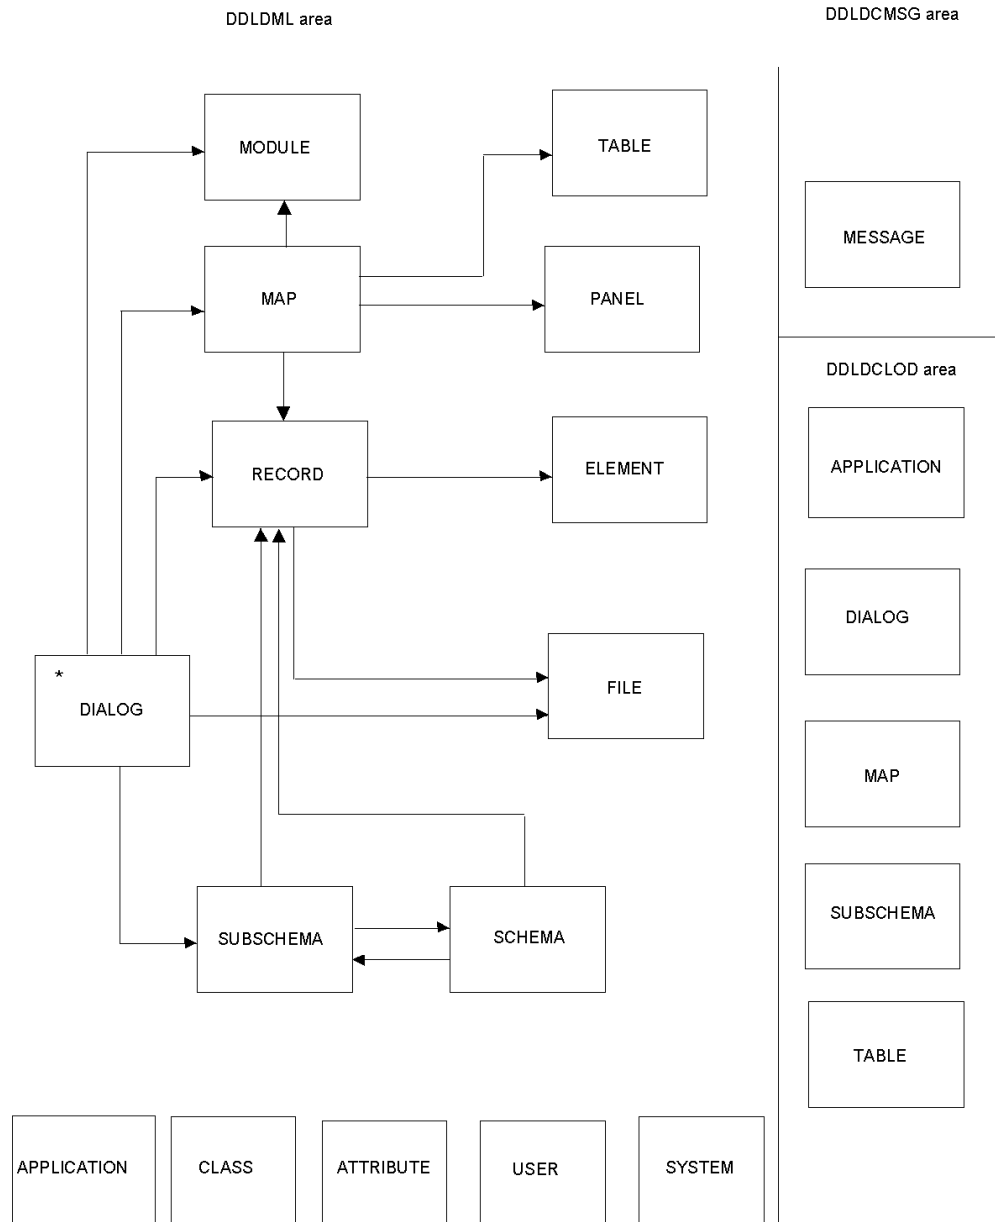 DDLDML area
DDLDCMSG area
MODULE
TABLE
MESSAGE
MAP
PANEL
DDLDCLOD area
RECORD
ELEMENT
APPLICATION
DIALOG
*
DIALOG
FILE
MAP
SUBSCHEMA
SCHEMA
SUBSCHEMA
TABLE
APPLICATION
CLASS
ATTRIBUTE
USER
SYSTEM